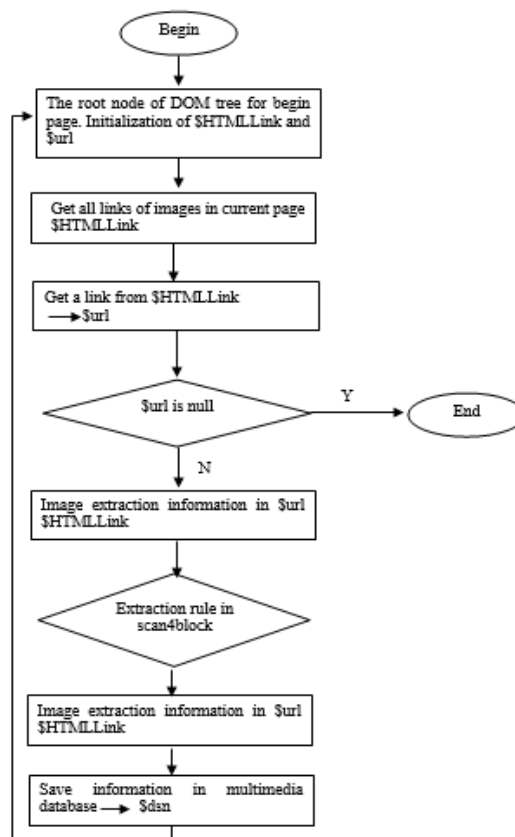 Begin
The root node of DOM tree for begin
page. Initialization of $HTMLLink and
$url
Get all links of images in current page
$HTMLLink
Get a link from $HTMLLink
$url
$url is null
Y
End
N
Image extraction information in $url
$HTMLLink
Extraction rule in
scan4block
Image extraction information in $url
$HTMLLink
Save information in multimedia
database $dsn